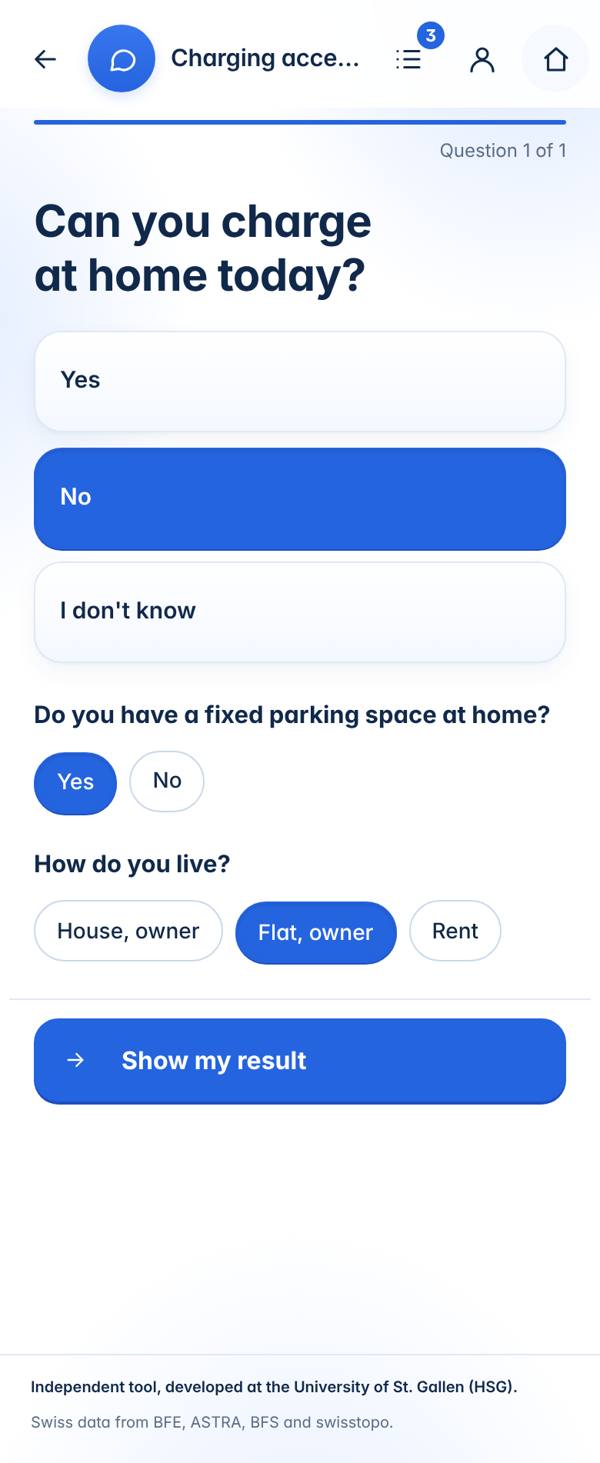 Charging acce...
3
Question 1 of 1
Can you charge
at home today?
Yes
No
I don't know
Do you have a fixed parking space at home?
Yes
No
How do you live?
House, owner
Flat, owner
Rent
Show my result
Independent tool, developed at the University of St. Gallen (HSG).
Swiss data from BFE, ASTRA, BFS and swisstopo.